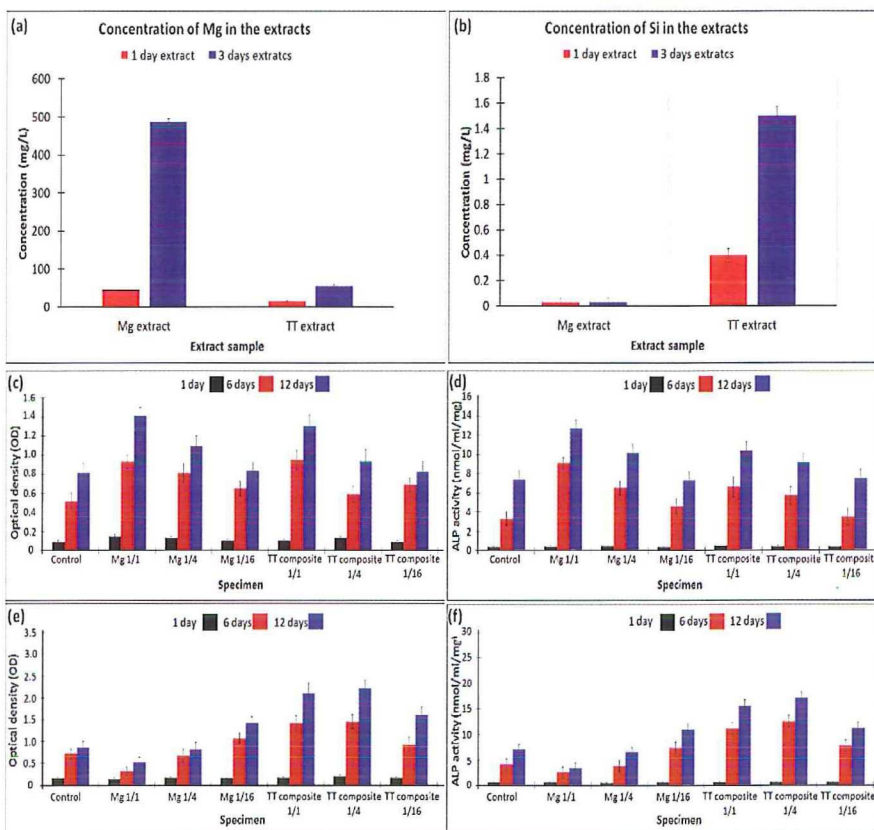 (a)
Concentration of Mg in the extracts
1 day extract 3 days extratcs
Concentration (mg/L)
600
500
400
300
200
100
0
Mg extract TT extract
Extract sample
(b)
Concentration of Si in the extracts
1 day extract 3 days extracts
Concentration (mg/L)
1.8
1.6
1.4
1.2
1
0.8
0.6
0.4
0.2
0
Mg extract TT extract
Extract sample
(c)
1 day 6 days 12 days
Optical density (OD)
1.6
1.4
1.2
1.0
0.8
0.6
0.4
0.2
0
Control Mg 1/1 Mg 1/4 Mg 1/16 TT composite TT composite TT composite
1/1 1/4 1/16
Specimen
(d)
1 day 6 days 12 days
ALP activity (nmol/ml/mg)
16
14
12
10
8
6
4
2
0
Control Mg 1/1 Mg 1/4 Mg 1/16 TT composite TT composite TT composite
1/1 1/4 1/16
Specimen
(e)
1 day 6 days 12 days
Optical density (OD)
3.5
3.0
2.5
2.0
1.5
1.0
0.5
0
Control Mg 1/1 Mg 1/4 Mg 1/16 TT composite TT composite TT composite
1/1 1/4 1/16
Specimen
(f)
1 day 6 days 12 days
ALP activity (nmol/ml/mg)
30
25
20
15
10
5
0
Control Mg 1/1 Mg 1/4 Mg 1/16 TT composite TT composite TT composite
1/1 1/4 1/16
Specimen